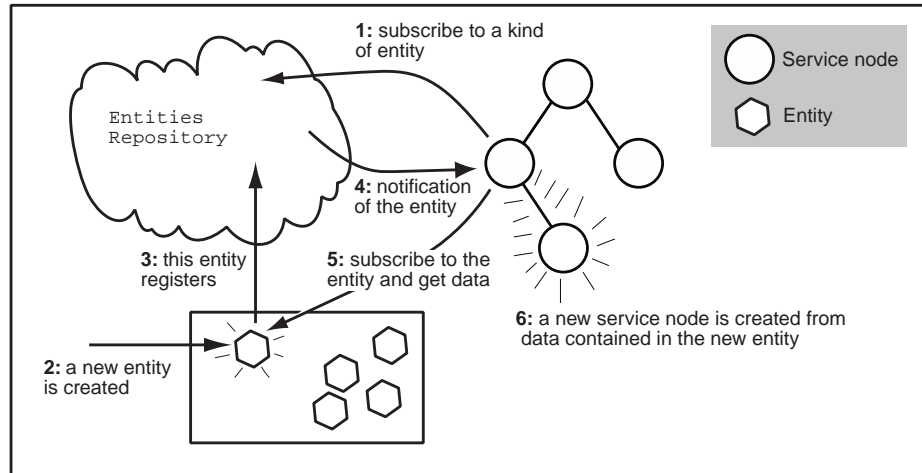 1: subscribe to a kind
of entity
Service node
Entity
Entities
Repository
4: notification
of the entity
3: this entity
registers
5: subscribe to the
entity and get data
6: a new service node is created from
data contained in the new entity
2: a new entity
is created